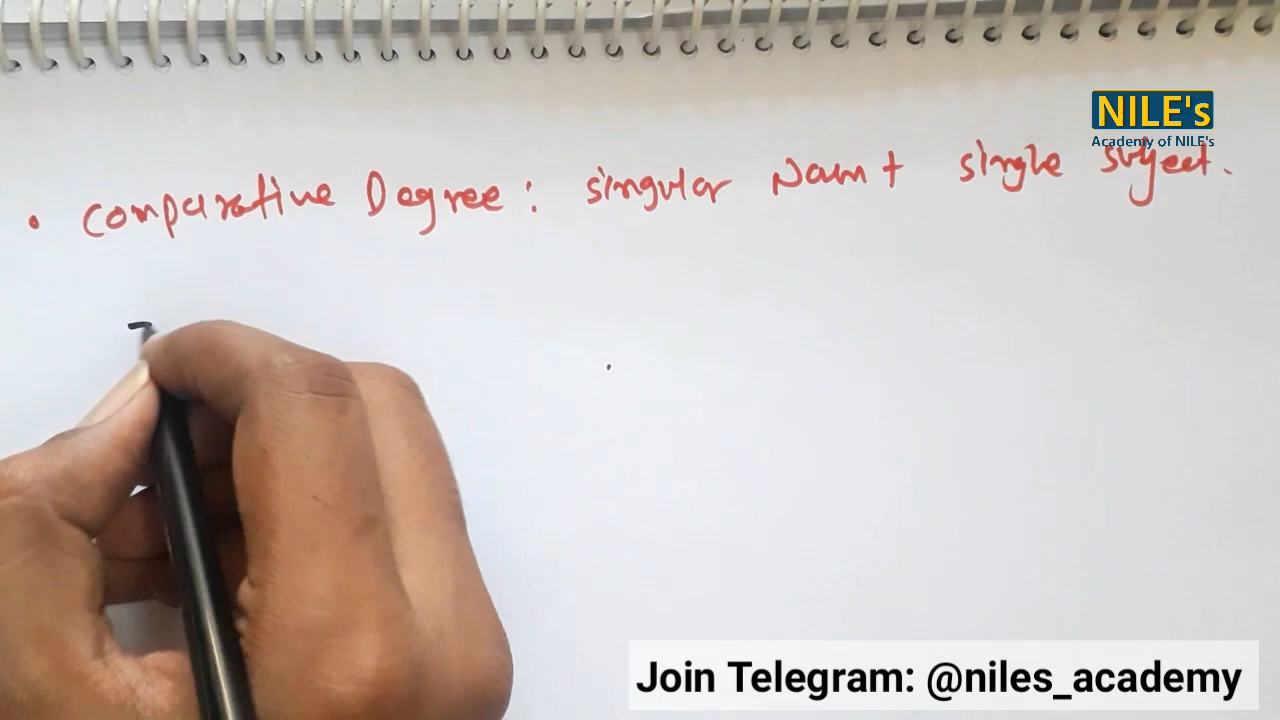 NILE's
Academy of NILE's
• Comparative Degree: singular Noun + single subject.
Join Telegram: @niles_academy